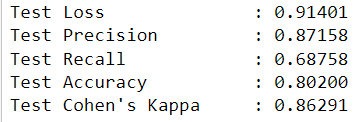 Test Loss : 0.91401
Test Precision : 0.87158
Test Recall : 0.68758
Test Accuracy : 0.80200
Test Cohen's Kappa : 0.86291